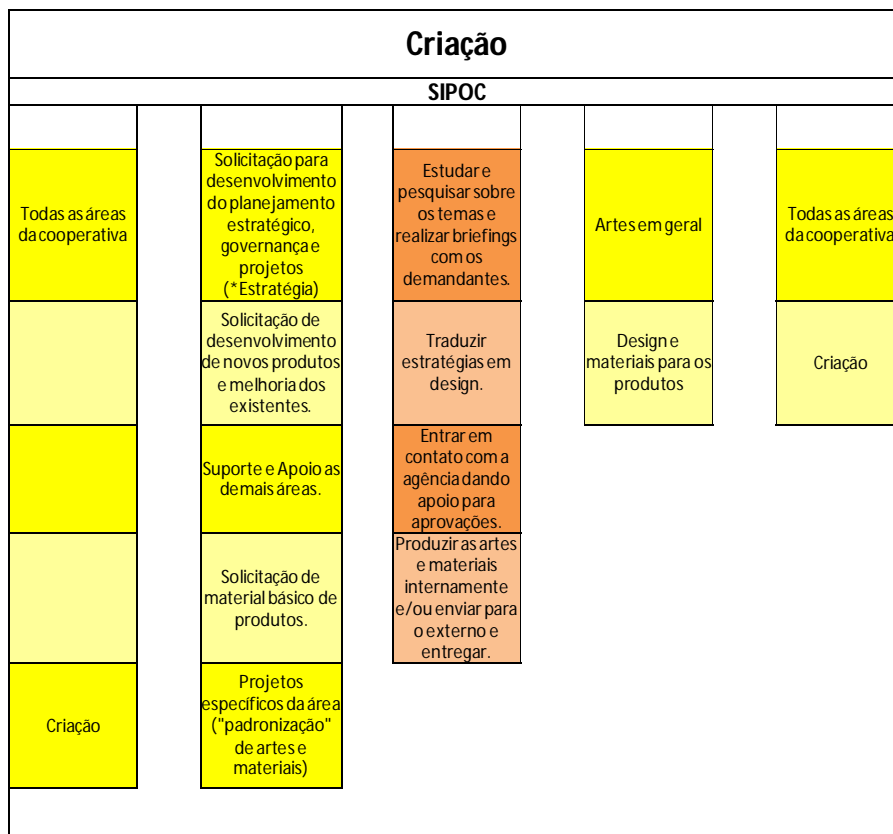 Criação
SIPOC
Todas as áreas
da cooperativa
Solicitação para
desenvolvimento
do planejamento
estratégico,
governança e
projetos
(*Estratégia)
Estudar e
pesquisar sobre
os temas e
realizar briefings
com os
demandantes.
Artes em geral
Todas as áreas
da cooperativa
Solicitação de
desenvolvimento
de novos produtos
e melhoria dos
existentes.
Traduzir
estratégias em
design.
Design e
materiais para os
produtos
Criação
Suporte e Apoio as
demais áreas.
Entrar em
contato com a
agência dando
apoio para
aprovações.
Solicitação de
material básico de
produtos.
Produzir as artes
e materiais
internamente
e/ou enviar para
o externo e
entregar.
Criação
Projetos
específicos da área
("padronização"
de artes e
materiais)